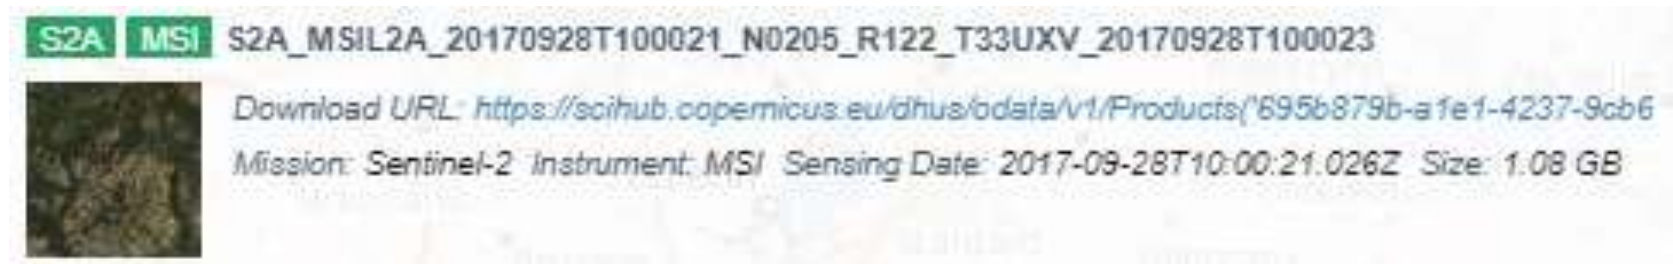 S2A MSI S2A_MSIL2A_20170928T100021_N0205_R122_T33UXV_20170928T100023
Download URL: https://scihub.copernicus.eu/dhus/odata/v1/Products('695b879b-a1e1-4237-9cb6
Mission: Sentinel-2 Instrument: MSI Sensing Date: 2017-09-28T10:00:21.026Z Size: 1.08 GB